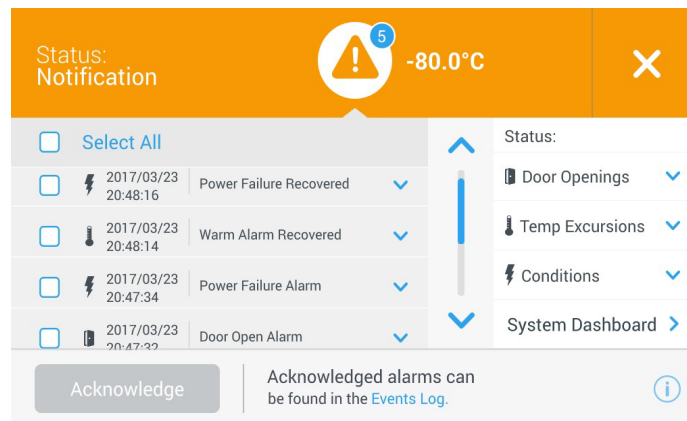 Status:
Notification
5
-80.0°C
Select All
2017/03/23
20:48:16
Power Failure Recovered
2017/03/23
20:48:14
Warm Alarm Recovered
2017/03/23
20:47:34
Power Failure Alarm
2017/03/23
20:47:32
Door Open Alarm
Status:
Door Openings
Temp Excursions
Conditions
System Dashboard
Acknowledge
Acknowledged alarms can
be found in the Events Log.
i